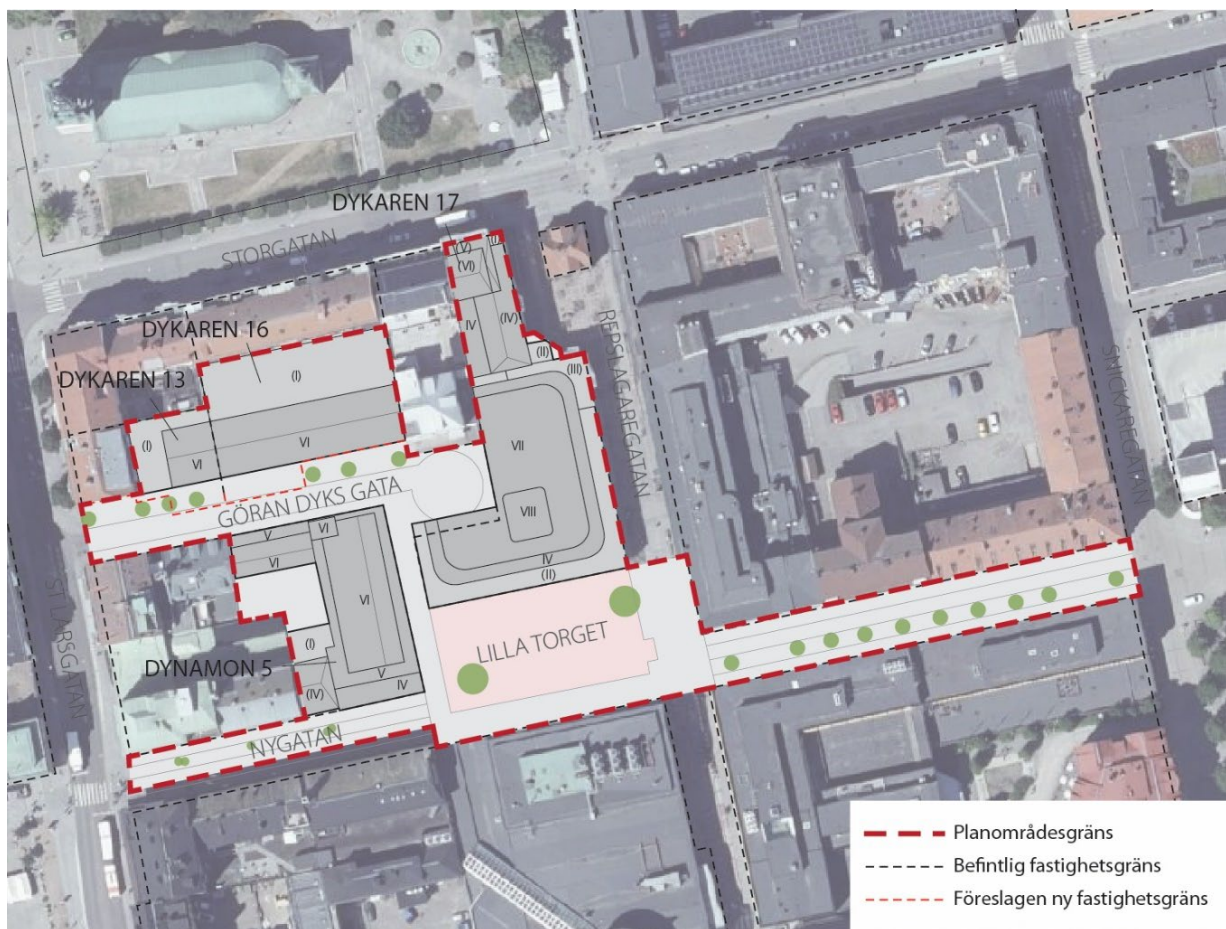 DYKAREN 17
STORGATAN
(V)
(VI)
DYKAREN 16
IV
(IV)
REPSLAGAREGATAN
(II)
(III)
DYKAREN 13
(I)
SNICKAREGATAN
(I)
VI
VI
VII
GÖRAN DYKS GATA
VIII
V
VI
VI
IV
(II)
VI
ST LARSGATAN
(I)
LILLA TORGET
DYNAMON 5
V
IV
(IV)
NYGATAN
Planområdesgräns
Befintlig fastighetsgräns
Föreslagen ny fastighetsgräns